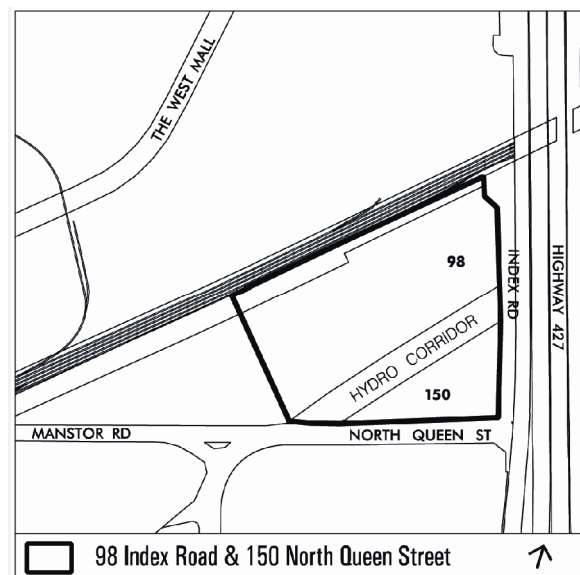 THE WEST MALL
98
INDEX RD
HIGHWAY 427
HYDRO CORRIDOR
150
MANSTOR RD
NORTH QUEEN ST
98 Index Road & 150 North Queen Street